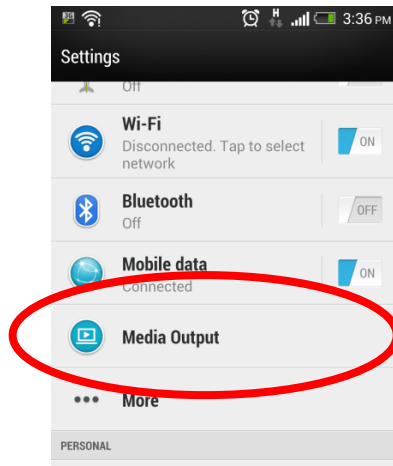 H 3:36 PM
Settings
Off
Wi-Fi
Disconnected. Tap to select
network
ON
Bluetooth
Off
OFF
Mobile data
Connected
ON
Media Output
More
PERSONAL